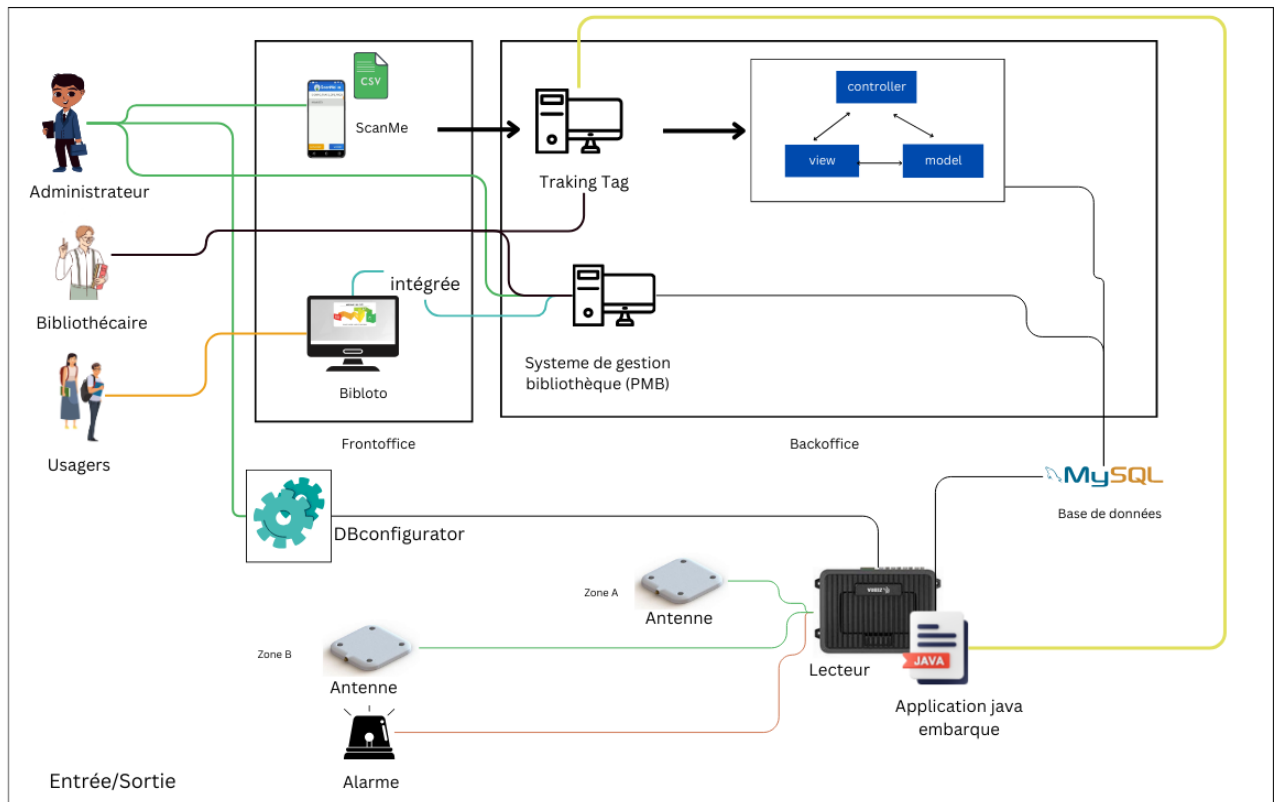 CSV
ScanMe
Traking Tag
controller
view
model
Administrateur
Bibliothécaire
intégrée
Bibloto
Systeme de gestion
bibliothèque (PMB)
Usagers
Frontoffice
Backoffice
MySQL
Base de données
DBconfigurator
Zone A
Antenne
Zone B
Antenne
Lecteur
JAVA
Application java
embarque
Alarme
Entrée/Sortie